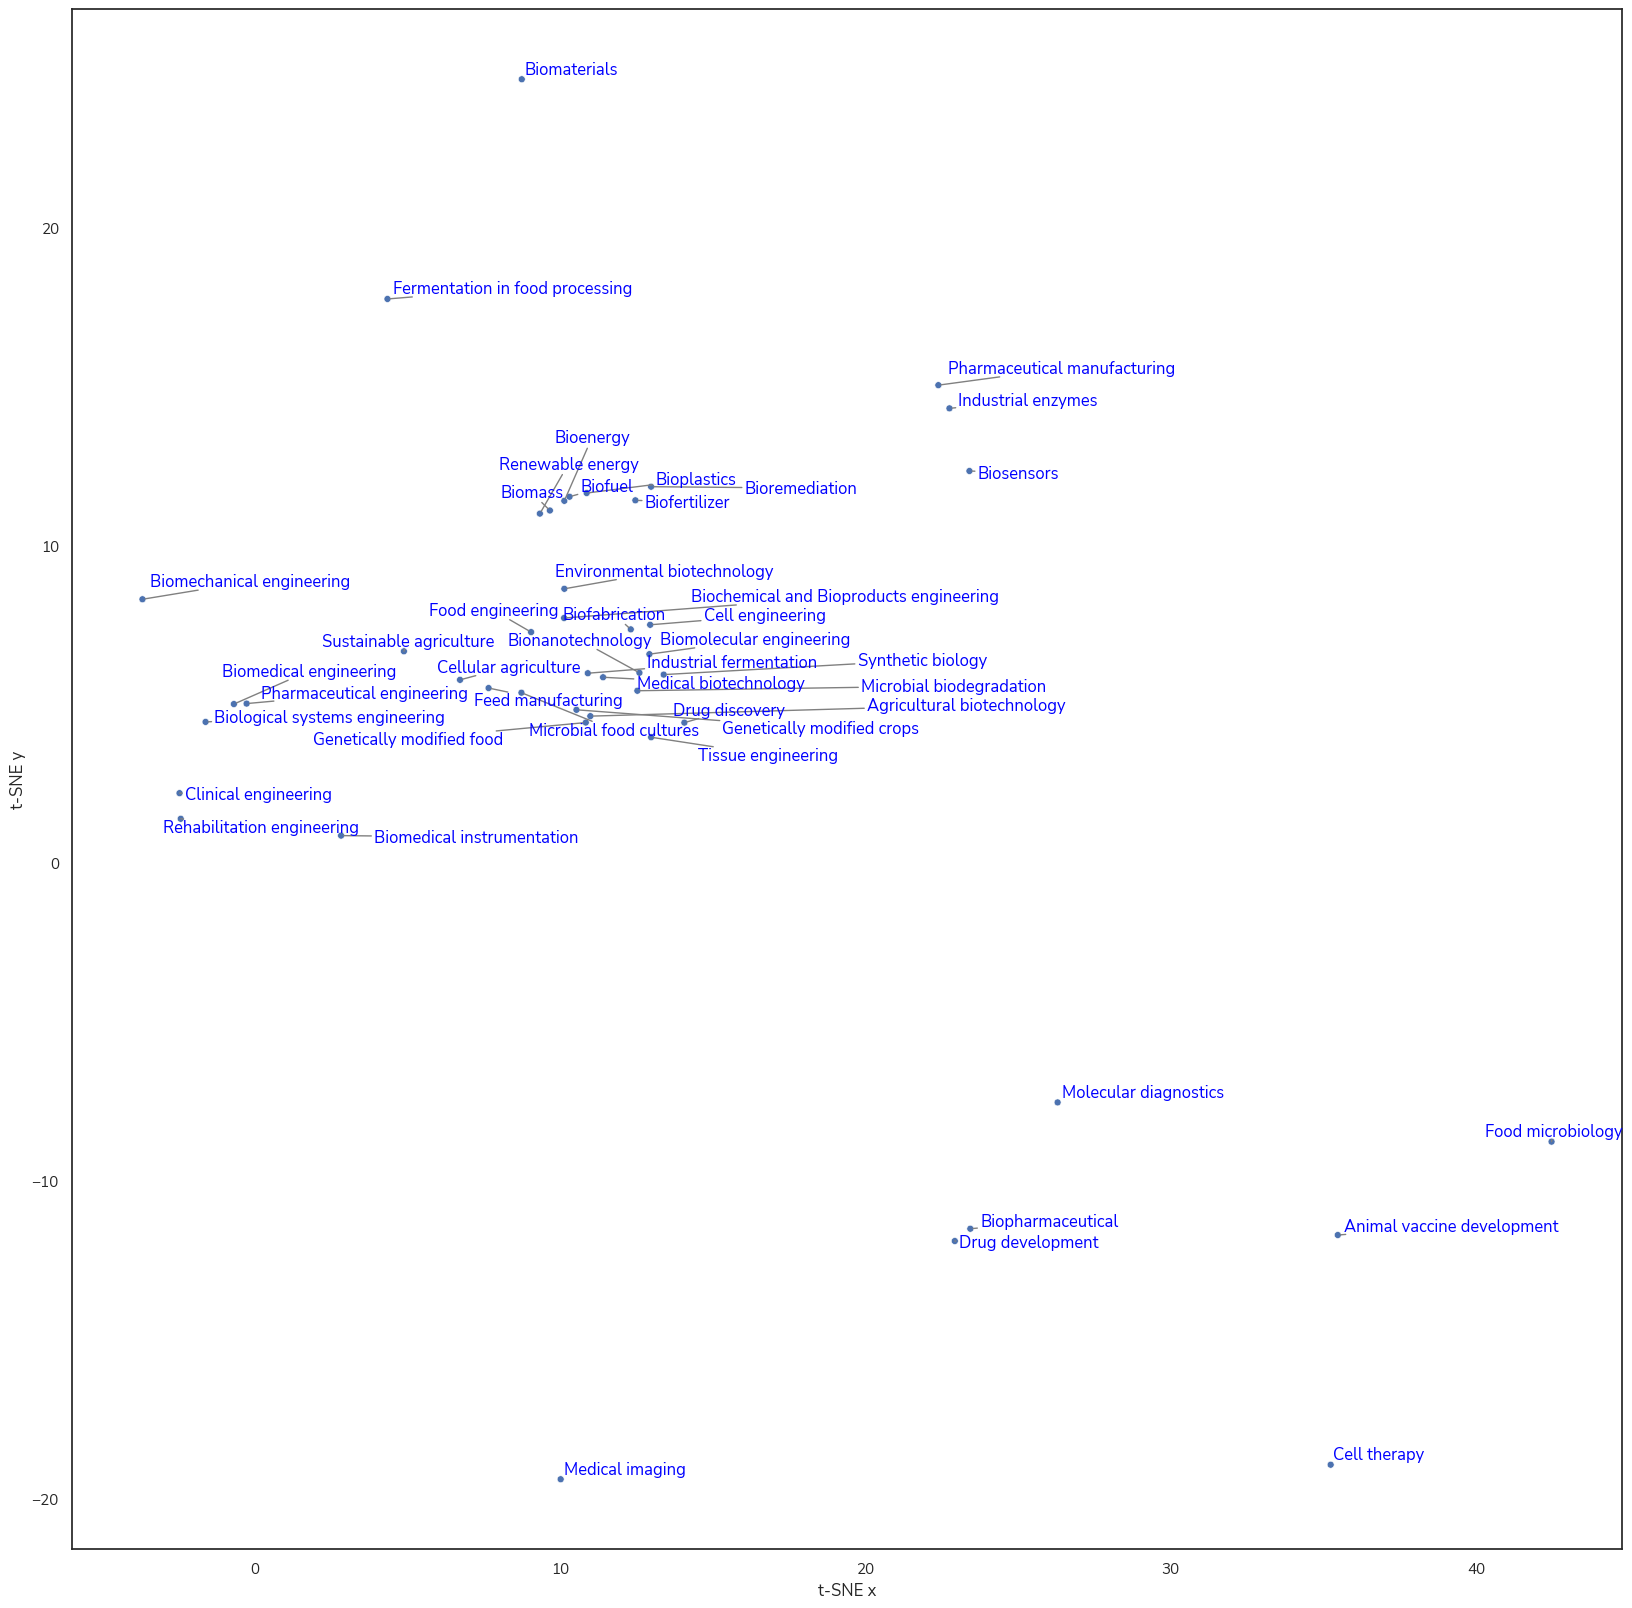 Biomaterials
20
Fermentation in food processing
Pharmaceutical manufacturing
Industrial enzymes
Bioenergy
Renewable energy
Biosensors
Bioplastics
Biofuel
Bioremediation
Biomass
Biofertilizer
10
Environmental biotechnology
Biomechanical engineering
Biochemical and Bioproducts engineering
Food engineering
Biofabrication
Cell engineering
Sustainable agriculture
Bionanotechnology
Biomolecular engineering
Synthetic biology
Industrial fermentation
Cellular agriculture
Biomedical engineering
Medical biotechnology
Microbial biodegradation
Pharmaceutical engineering
Feed manufacturing
Agricultural biotechnology
Drug discovery
Biological systems engineering
Genetically modified crops
Microbial food cultures
Genetically modified food
Tissue engineering
t-SNE y
Clinical engineering
Rehabilitation engineering
Biomedical instrumentation
0
Molecular diagnostics
Food microbiology
−10
Biopharmaceutical
Animal vaccine development
Drug development
Cell therapy
Medical imaging
−20
0 10 20 30 40
t-SNE x